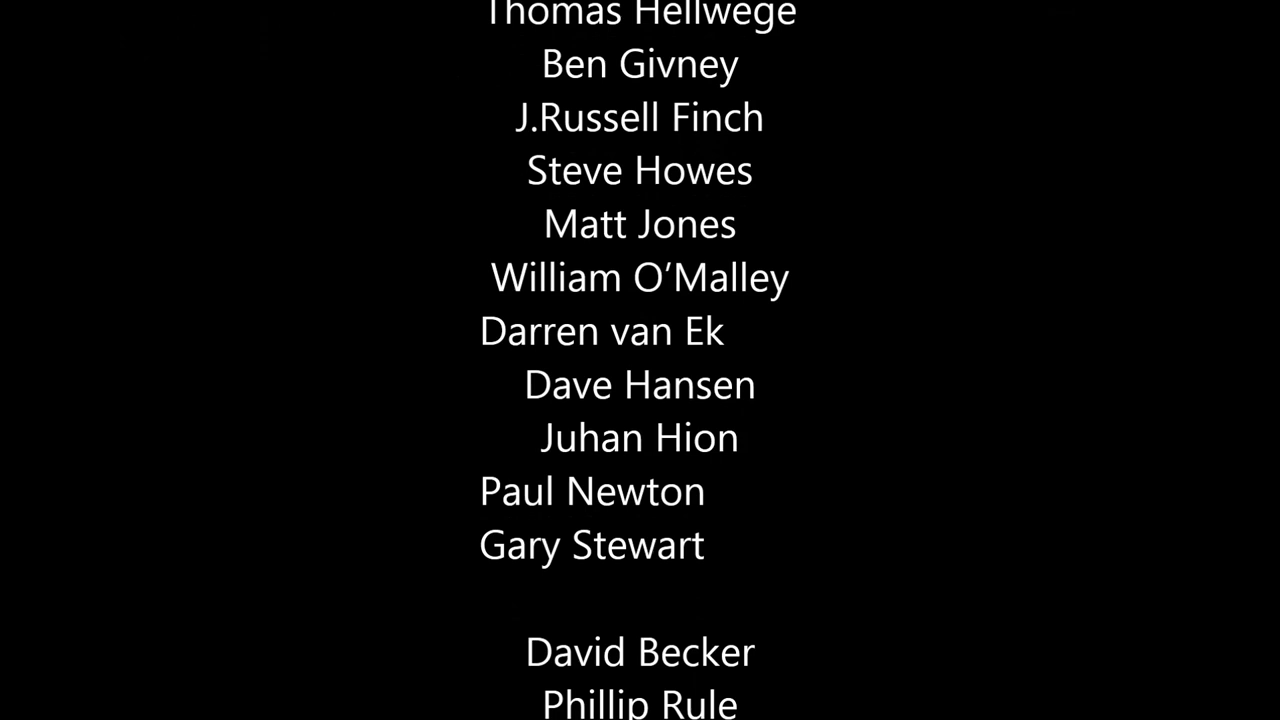 Thomas Hellwege
Ben Givney
J.Russell Finch
Steve Howes
Matt Jones
William O’Malley
Darren van Ek
Dave Hansen
Juhan Hion
Paul Newton
Gary Stewart
David Becker
Phillip Rule